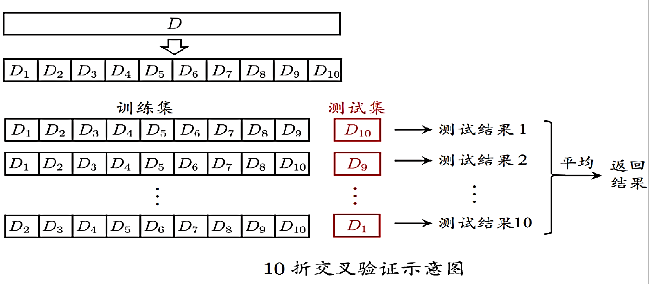 D
D1 D2 D3 D4 D5 D6 D7 D8 D9 D10
训练集 测试集
D1 D2 D3 D4 D5 D6 D7 D8 D9 D10 测试结果1
D1 D2 D3 D4 D5 D6 D7 D8 D10 D9 测试结果2
平均 返回
结果
⋮ ⋮ ⋮
D2 D3 D4 D5 D6 D7 D8 D9 D10 D1 测试结果10
10折交叉验证示意图